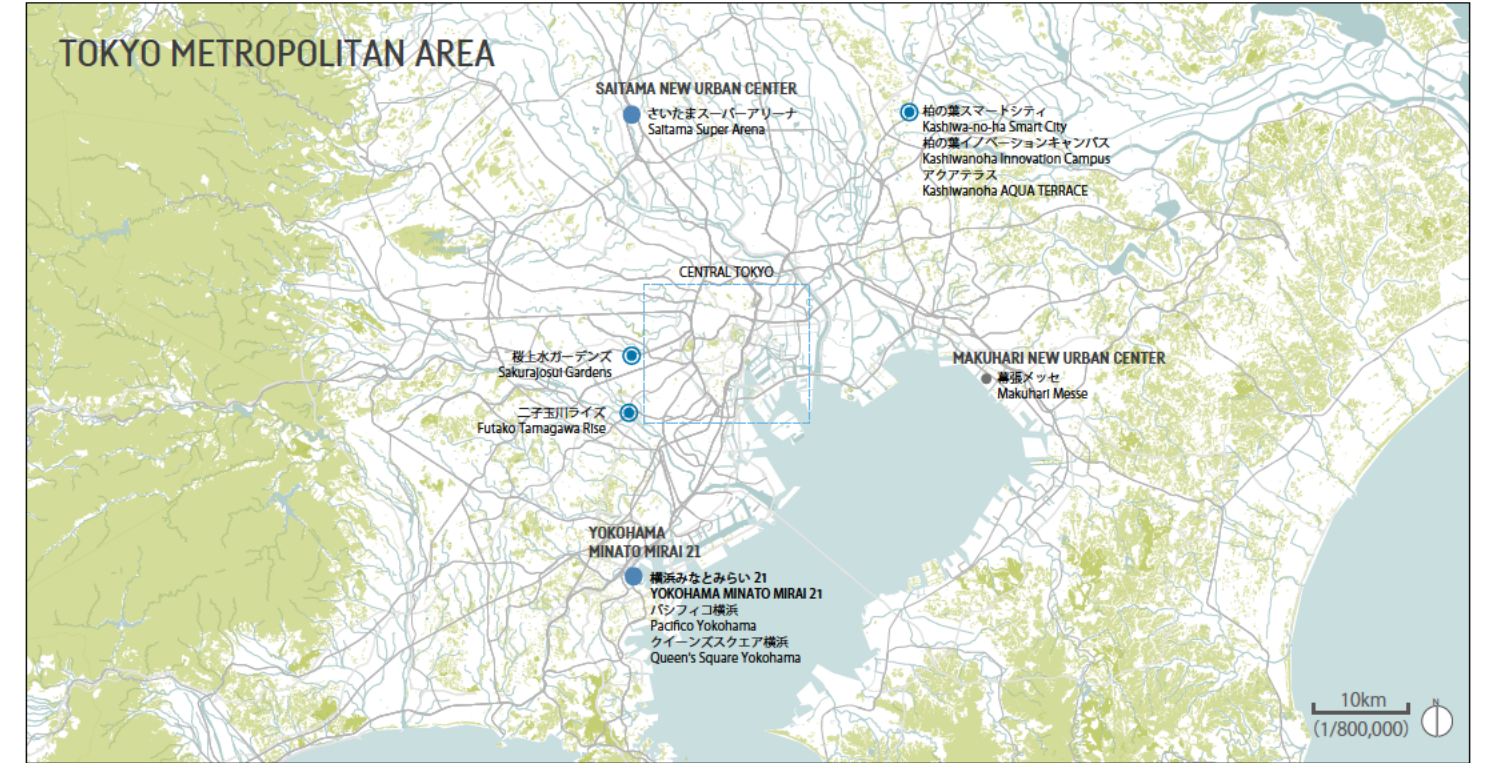 TOKYO METROPOLITAN AREA
SAITAMA NEW URBAN CENTER
さいたまスーパーアリーナ
Saitama Super Arena
柏の葉スマートシティ
Kashiwa-no-ha Smart City
柏の葉イノベーションキャンパス
Kashiwanoha Innovation Campus
アクアテラス
Kashiwanoha AQUA TERRACE
CENTRAL TOKYO
桜上水ガーデンズ
Sakurajosui Gardens
MAKUHARI NEW URBAN CENTER
幕張メッセ
Makuhari Messe
二子玉川ライズ
Futako Tamagawa Rise
YOKOHAMA
MINATO MIRAI 21
横浜みなとみらい 21
YOKOHAMA MINATO MIRAI 21
パシフィコ横浜
Pacifico Yokohama
クイーンズスクエア横浜
Queen's Square Yokohama
10km
(1/800,000)
N